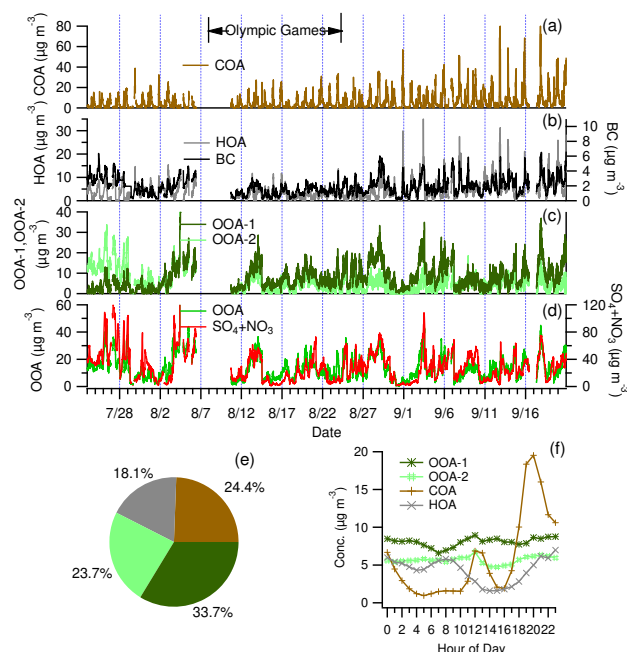 Olympic Games
(a)
80
60
40
20
0
COA (µg m⁻³)
COA
(b)
30
20
10
0
HOA (µg m⁻³)
HOA
BC
10
8
6
4
2
0
BC (µg m⁻³)
(c)
40
30
20
10
0
OOA-1,OOA-2
(µg m⁻³)
OOA-1
OOA-2
(d)
60
40
20
0
OOA (µg m⁻³)
OOA
SO₄+NO₃
120
80
40
0
SO₄+NO₃ (µg m⁻³)
7/28 8/2 8/7 8/12 8/17 8/22 8/27 9/1 9/6 9/11 9/16
Date
(e)
18.1%
24.4%
23.7%
33.7%
(f)
20
15
10
5
0
Conc. (µg m⁻³)
OOA-1
OOA-2
COA
HOA
0 2 4 6 8 10 12 14 16 18 20 22
Hour of Day